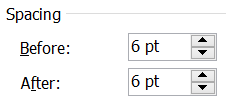 Spacing
Before: 6 pt
After: 6 pt